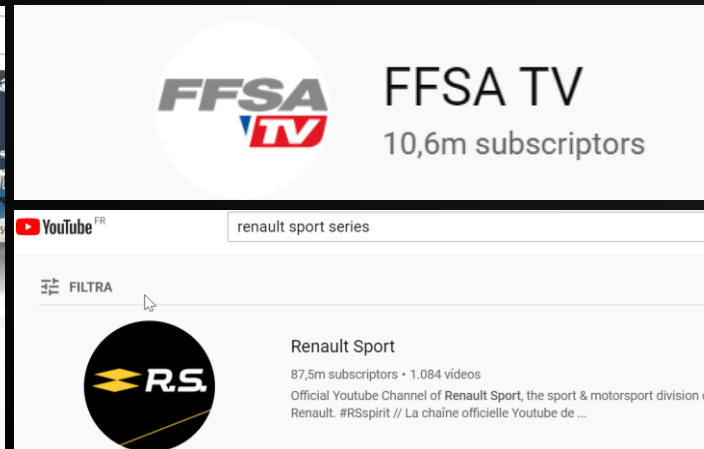 FFSA
TV
FFSA TV
10,6m subscriptors
YouTube FR
renault sport series
FILTRA
R.S.
Renault Sport
87,5m subscriptors • 1.084 vídeos
Official Youtube Channel of Renault Sport, the sport & motorsport division
Renault. #RSspirit // La chaîne officielle Youtube de ...